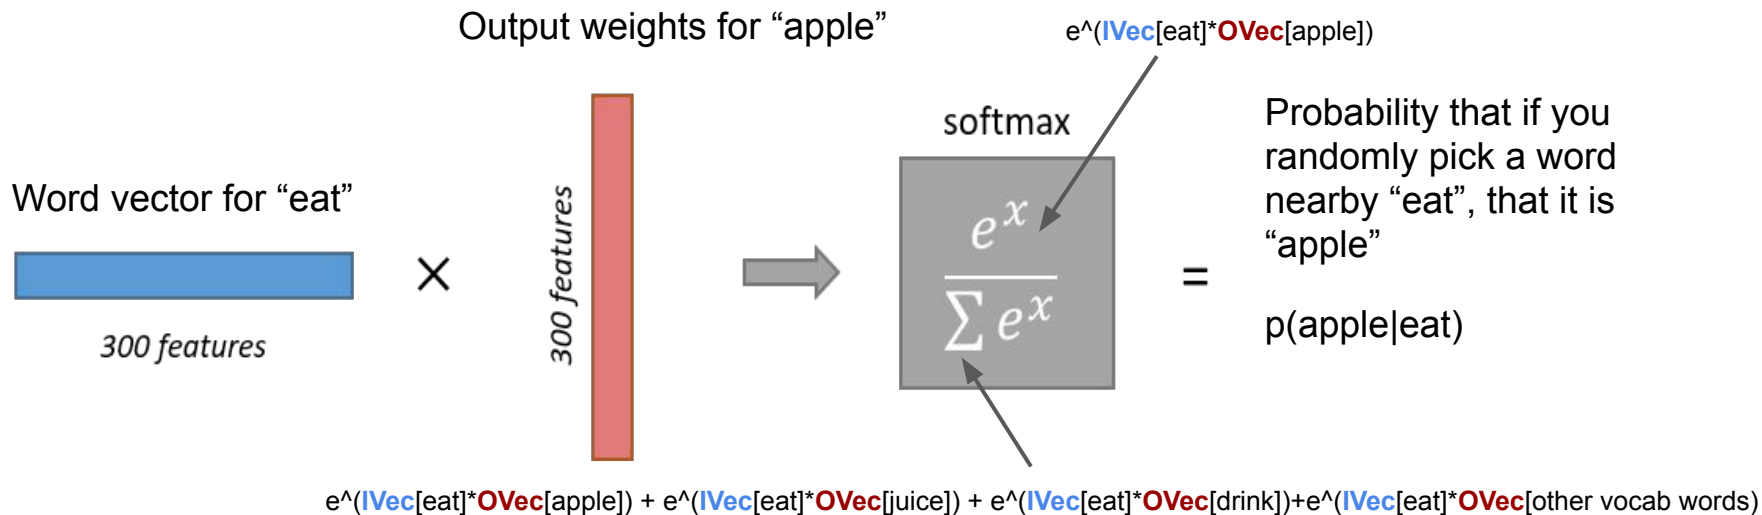 Output weights for “apple”
e^(IVec[eat]*OVec[apple])
Word vector for “eat”
300 features
×
300 features
softmax
e^x
∑ e^x
=
Probability that if you
randomly pick a word
nearby “eat”, that it is
“apple”
p(apple|eat)
e^(IVec[eat]*OVec[apple]) + e^(IVec[eat]*OVec[juice]) + e^(IVec[eat]*OVec[drink])+e^(IVec[eat]*OVec[other vocab words)